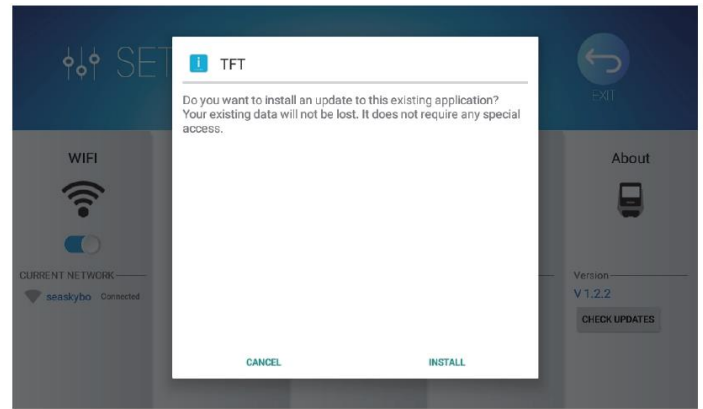 SET
TFT
EXIT
Do you want to install an update to this existing application?
Your existing data will not be lost. It does not require any special
access.
WIFI
About
CURRENT NETWORK
seaskybo Connected
Version
V 1.2.2
CHECK UPDATES
CANCEL
INSTALL